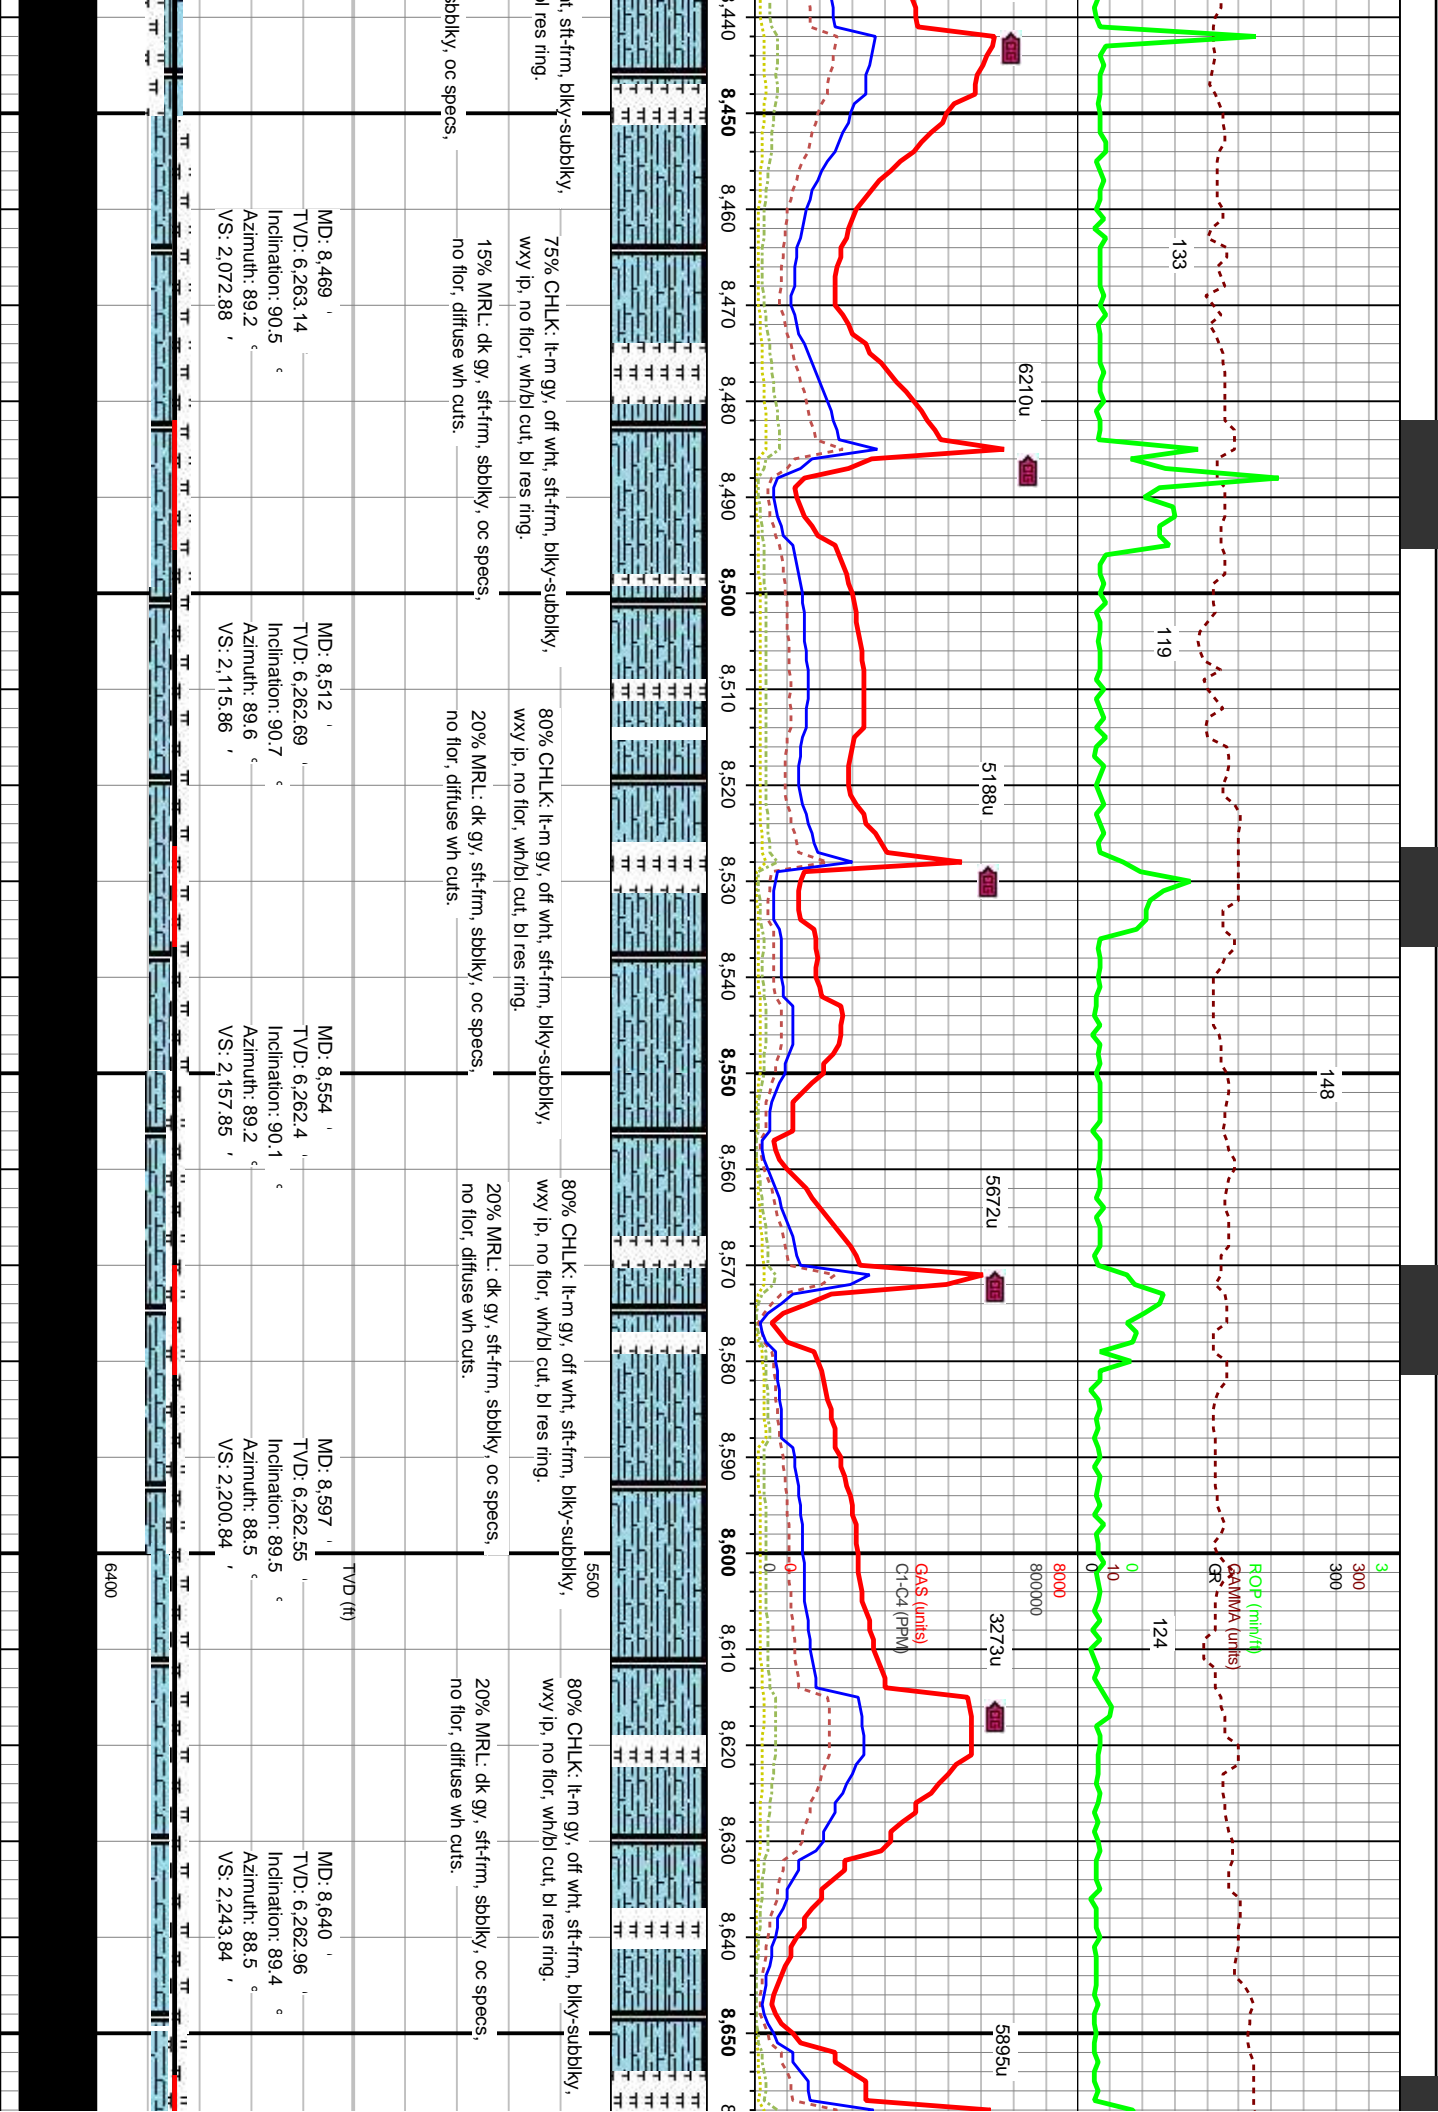 3
300
300
ROP (min/ft)
GAMMA (units)
GR
0
10
0
133
119
148
124
8000
800000
GAS (units)
C1-C4 (PPM)
0
0
6210u
5188u
5672u
3273u
5895u
8,440
8,450
8,460
8,470
8,480
8,490
8,500
8,510
8,520
8,530
8,540
8,550
8,560
8,570
8,580
8,590
8,600
8,610
8,620
8,630
8,640
8,650
sft-frm, blky-subblky,
res ring.
sbblky, oc specs,
75% CHLK: lt-m gy, off wht, sft-frm, blky-subblky,
wxy ip, no flor, wh/bl cut, bl res ring.
15% MRL: dk gy, sft-frm, sbblky, oc specs,
no flor, diffuse wh cuts.
80% CHLK: lt-m gy, off wht, sft-frm, blky-subblky,
wxy ip, no flor, wh/bl cut, bl res ring.
20% MRL: dk gy, sft-frm, sbblky, oc specs,
no flor, diffuse wh cuts.
80% CHLK: lt-m gy, off wht, sft-frm, blky-subblky,
wxy ip, no flor, wh/bl cut, bl res ring.
20% MRL: dk gy, sft-frm, sbblky, oc specs,
no flor, diffuse wh cuts.
80% CHLK: lt-m gy, off wht, sft-frm, blky-subblky,
wxy ip, no flor, wh/bl cut, bl res ring.
20% MRL: dk gy, sft-frm, sbblky, oc specs,
no flor, diffuse wh cuts.
5500
TVD (ft)
6400
MD: 8,469 '
TVD: 6,263.14 '
Inclination: 90.5 °
Azimuth: 89.2 °
VS: 2,072.88 '
MD: 8,512 '
TVD: 6,262.69 '
Inclination: 90.7 °
Azimuth: 89.6 °
VS: 2,115.86 '
MD: 8,554 '
TVD: 6,262.4 '
Inclination: 90.1 °
Azimuth: 89.2 °
VS: 2,157.85 '
MD: 8,597 '
TVD: 6,262.55 '
Inclination: 89.5 °
Azimuth: 88.5 °
VS: 2,200.84 '
MD: 8,640 '
TVD: 6,262.96 '
Inclination: 89.4 °
Azimuth: 88.5 °
VS: 2,243.84 '